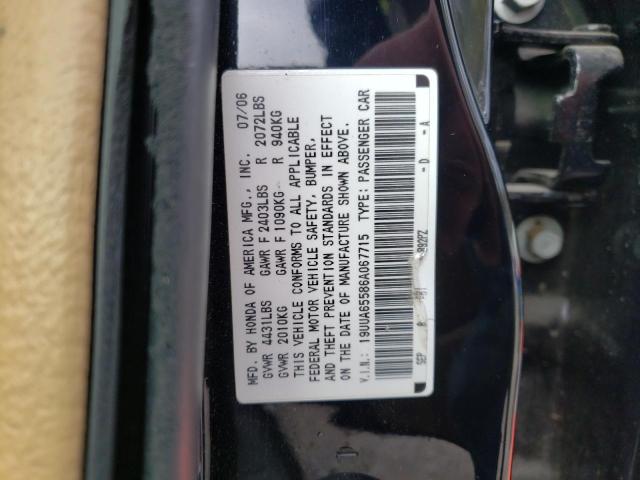 MFD. BY HONDA OF AMERICA MFG., INC. 07/06
GVWR 4431LBS GAWR F 2403LBS R 2072LBS
GVWR 2010KG GAWR F 1090KG R 940KG
THIS VEHICLE CONFORMS TO ALL APPLICABLE
FEDERAL MOTOR VEHICLE SAFETY, BUMPER,
AND THEFT PREVENTION STANDARDS IN EFFECT
ON THE DATE OF MANUFACTURE SHOWN ABOVE.
V.I.N.: 19UUA65586A067715 TYPE: PASSENGER CAR
SEP B92PZ - D - A